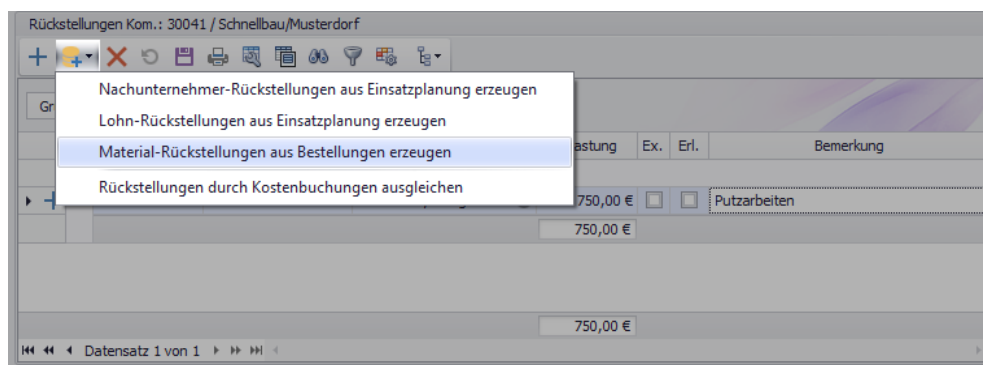 Rückstellungen Kom.: 30041 / Schnellbau/Musterdorf
Nachunternehmer-Rückstellungen aus Einsatzplanung erzeugen
Gr
Lohn-Rückstellungen aus Einsatzplanung erzeugen
Material-Rückstellungen aus Bestellungen erzeugen
astung Ex. Erl. Bemerkung
Rückstellungen durch Kostenbuchungen ausgleichen
750,00 € Putzarbeiten
750,00 €
750,00 €
Datensatz 1 von 1